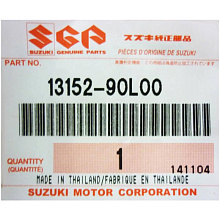 SGP
SUZUKI
GENUINE PARTS
スズキ純正部品
PIÈCES D'ORIGINE DE SUZUKI
PART NO.
13152-90L00
QUANTITY
(QUANTITÉ)
1
141104
MADE IN THAILAND/FABRIQUE EN THAILANDE
SUZUKI MOTOR CORPORATION